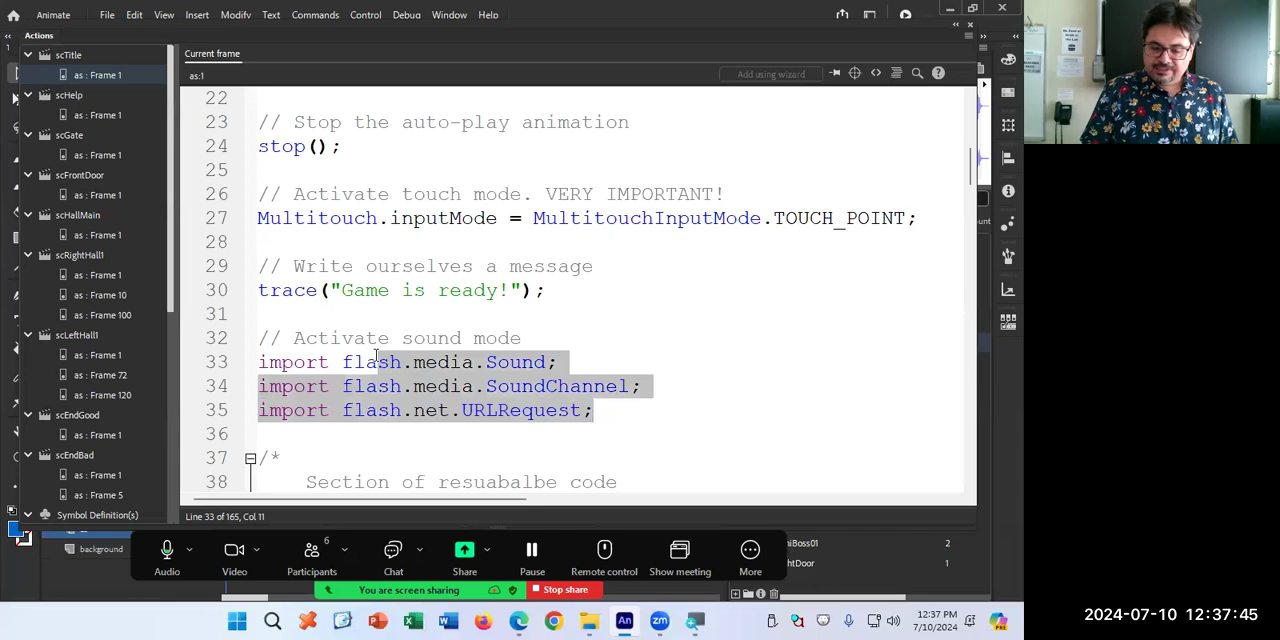 Animate File Edit View Insert Modify Text Commands Control Debug Window Help
Actions
Current frame
as:1
Add using wizard
scTitle
as : Frame 1
scHelp
as : Frame 1
scGate
as : Frame 1
scFrontDoor
as : Frame 1
scHallMain
as : Frame 1
scRightHall1
as : Frame 1
as : Frame 10
as : Frame 100
scLeftHall1
as : Frame 1
as : Frame 72
as : Frame 120
scEndGood
as : Frame 1
scEndBad
as : Frame 1
as : Frame 5
Symbol Definition(s)
background
22
23 // Stop the auto-play animation
24 stop();
25
26 // Activate touch mode. VERY IMPORTANT!
27 Multitouch.inputMode = MultitouchInputMode.TOUCH_POINT;
28
29 // Write ourselves a message
30 trace("Game is ready!");
31
32 // Activate sound mode
33 import flash.media.Sound;
34 import flash.media.SoundChannel;
35 import flash.net.URLRequest;
36
37 /*
38 Section of resuabalbe code
Line 33 of 165, Col 11
niBoss01 2
htDoor
6
Audio Video Participants Chat Share Pause Remote control Show meeting More
You are screen sharing Stop share
12:37 PM
7/10/2024
2024-07-10 12:37:45